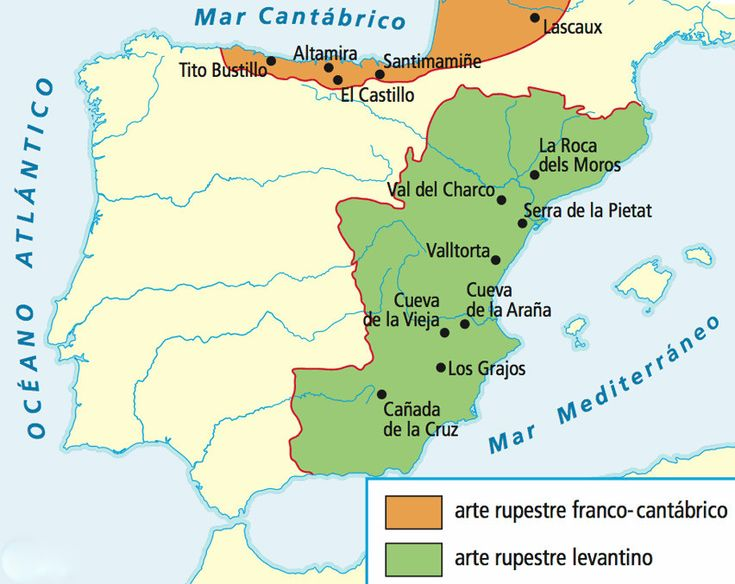 Mar Cantábrico
Lascaux
Altamira
Santimamiñe
Tito Bustillo
El Castillo
OCÉANO ATLÁNTICO
La Roca
dels Moros
Val del Charco
Serra de la Pietat
Valltorta
Cueva
de la Araña
Cueva
de la Vieja
Los Grajos
Cañada
de la Cruz
Mar Mediterráneo
arte rupestre franco-cantábrico
arte rupestre levantino